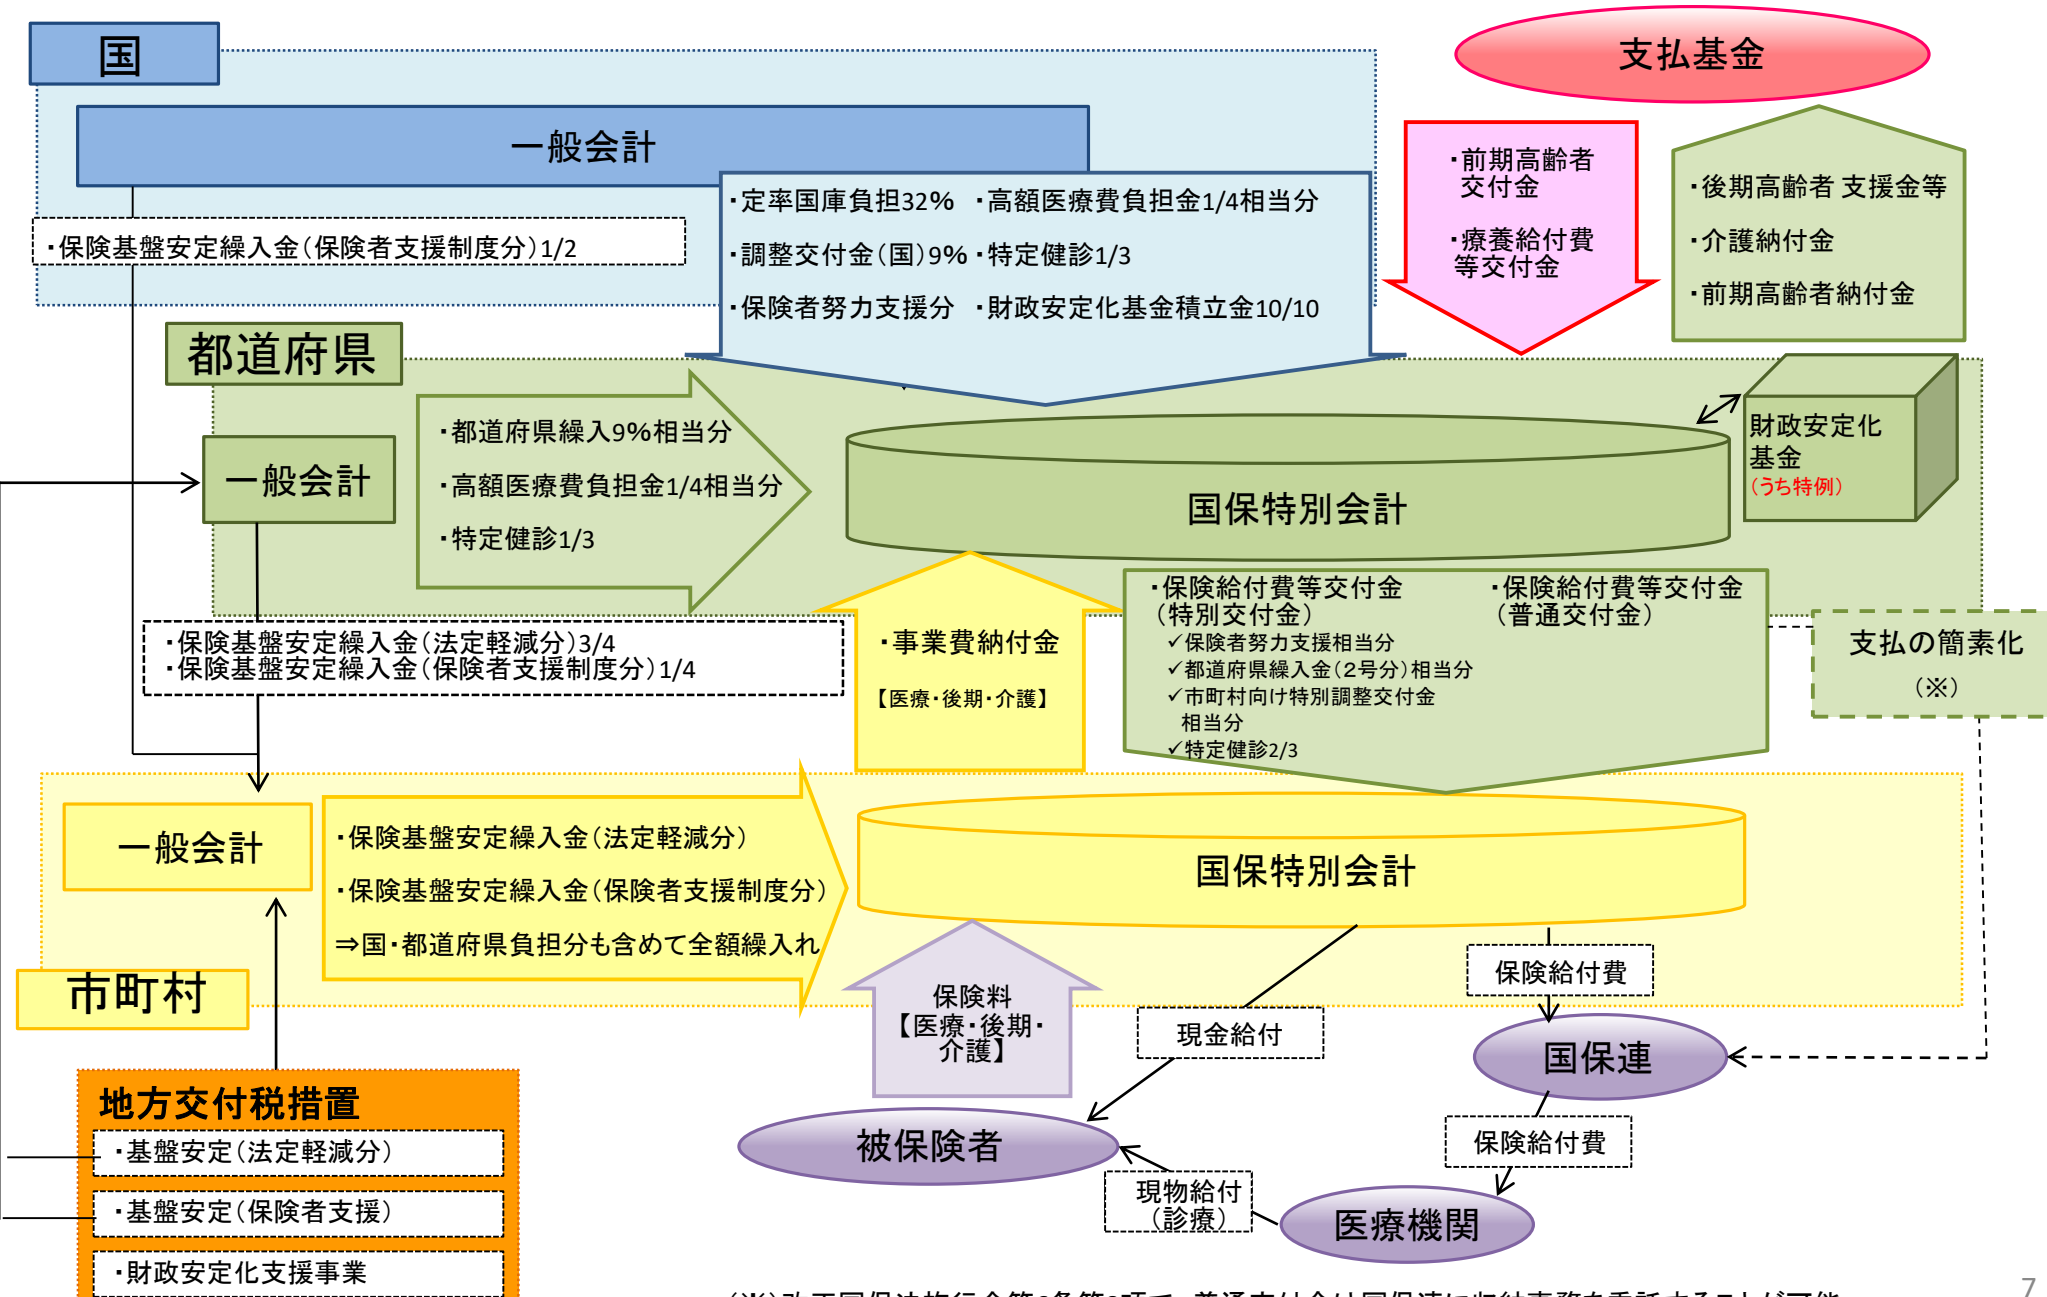 国
支払基金
一般会計
・前期高齢者
交付金
・療養給付費
等交付金
・後期高齢者 支援金等
・介護納付金
・前期高齢者納付金
・定率国庫負担32% ・高額医療費負担金1/4相当分
・調整交付金(国)9% ・特定健診1/3
・保険者努力支援分 ・財政安定化基金積立金10/10
・保険基盤安定繰入金(保険者支援制度分)1/2
都道府県
・都道府県繰入9%相当分
・高額医療費負担金1/4相当分
・特定健診1/3
一般会計
国保特別会計
財政安定化
基金
(うち特例)
・保険基盤安定繰入金(法定軽減分)3/4
・保険基盤安定繰入金(保険者支援制度分)1/4
・事業費納付金
【医療・後期・介護】
・保険給付費等交付金
(特別交付金)
✓保険者努力支援相当分
✓都道府県繰入金(2号分)相当分
✓市町村向け特別調整交付金
相当分
✓特定健診2/3
・保険給付費等交付金
(普通交付金)
支払の簡素化
(※)
一般会計
・保険基盤安定繰入金(法定軽減分)
・保険基盤安定繰入金(保険者支援制度分)
⇒国・都道府県負担分も含めて全額繰入れ
国保特別会計
市町村
保険料
【医療・後期・
介護】
現金給付
保険給付費
国保連
地方交付税措置
・基盤安定(法定軽減分)
・基盤安定(保険者支援)
・財政安定化支援事業
被保険者
保険給付費
現物給付
(診療)
医療機関
7